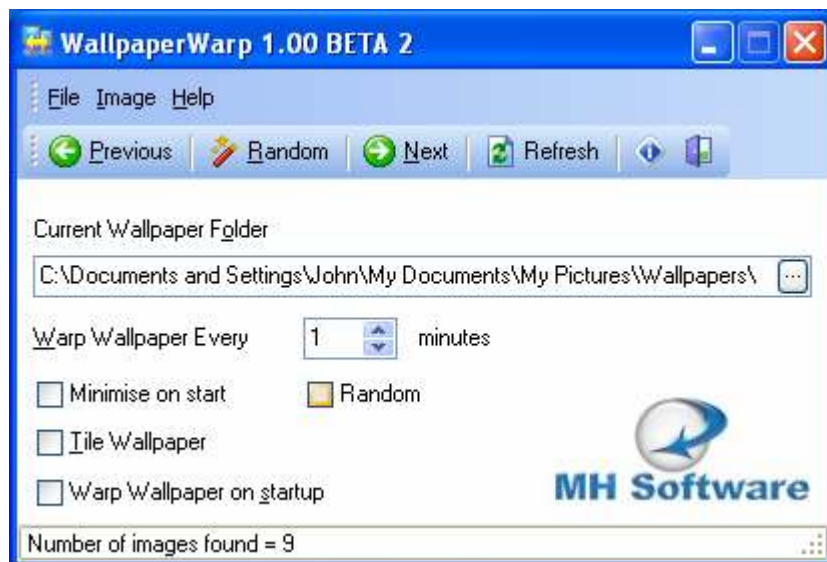 WallpaperWarp 1.00 BETA 2
File Image Help
Previous Random Next Refresh
Current Wallpaper Folder
C:\Documents and Settings\John\My Documents\My Pictures\Wallpapers\ ...
Warp Wallpaper Every 1 minutes
Minimise on start Random
Tile Wallpaper
Warp Wallpaper on startup
MH Software
Number of images found = 9